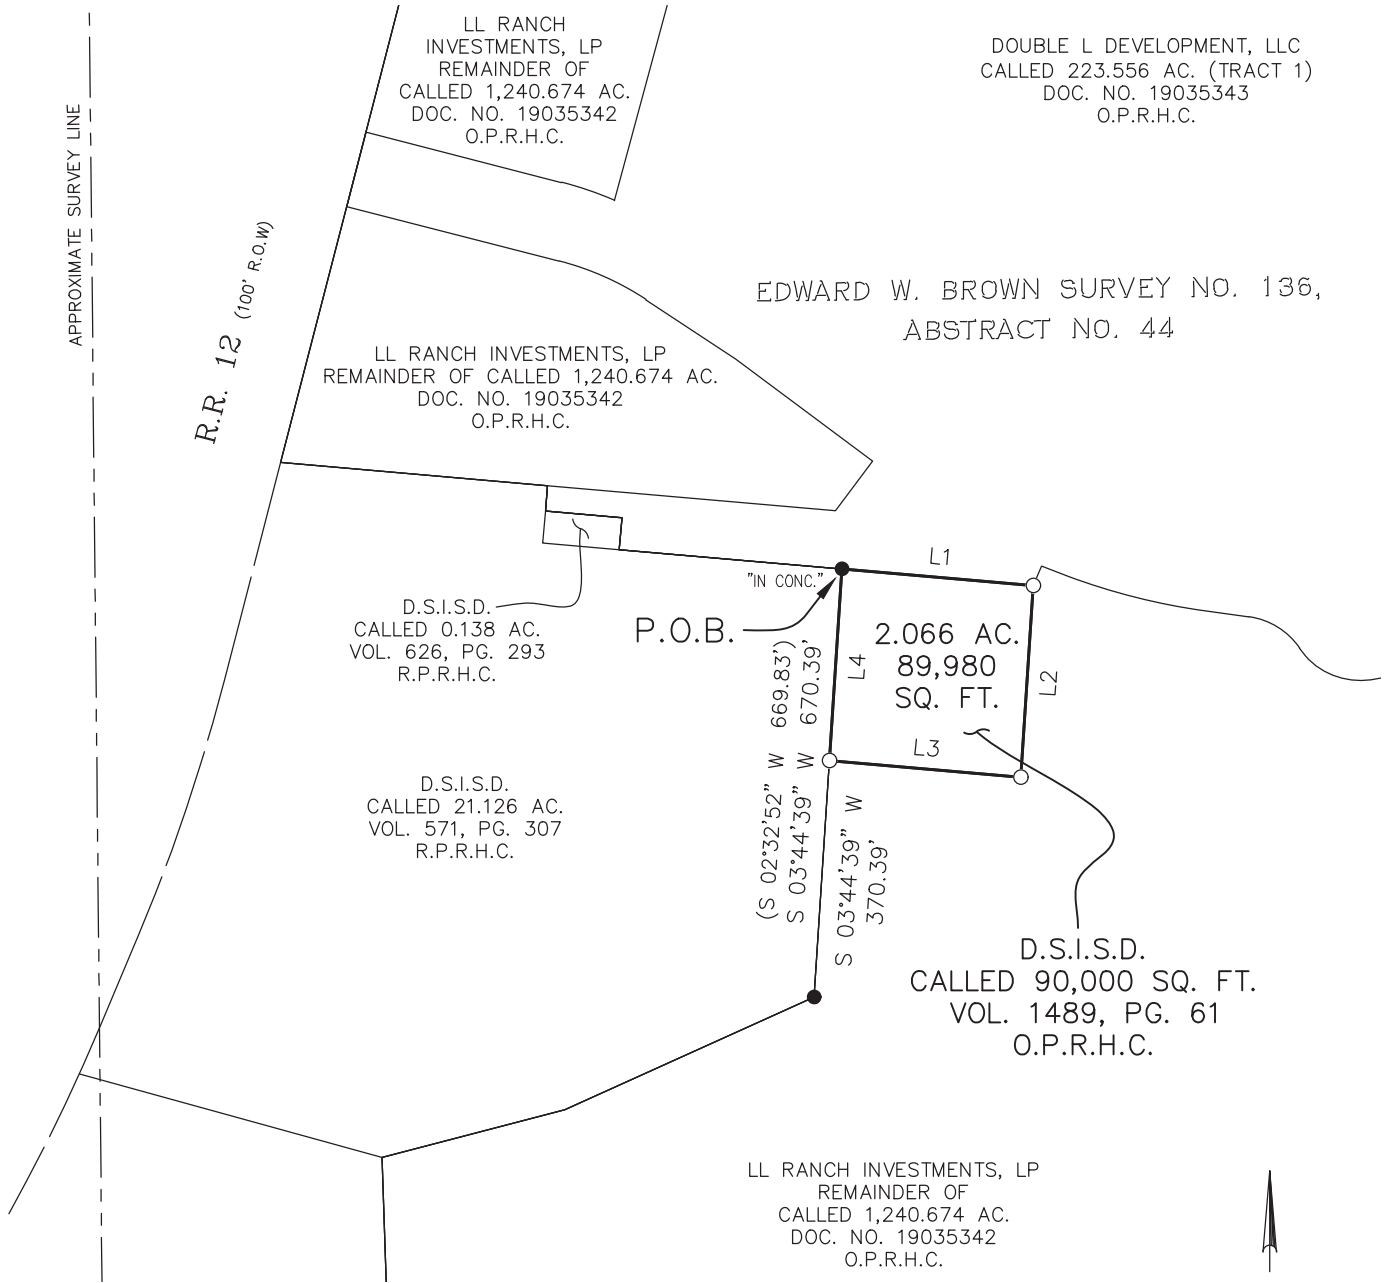 LL RANCH
INVESTMENTS, LP
REMAINDER OF
CALLED 1,240.674 AC.
DOC. NO. 19035342
O.P.R.H.C.
DOUBLE L DEVELOPMENT, LLC
CALLED 223.556 AC. (TRACT 1)
DOC. NO. 19035343
O.P.R.H.C.
APPROXIMATE SURVEY LINE
R.R. 12 (100' R.O.W)
EDWARD W. BROWN SURVEY NO. 136,
ABSTRACT NO. 44
LL RANCH INVESTMENTS, LP
REMAINDER OF CALLED 1,240.674 AC.
DOC. NO. 19035342
O.P.R.H.C.
L1
"IN CONC."
P.O.B.
D.S.I.S.D.
CALLED 0.138 AC.
VOL. 626, PG. 293
R.P.R.H.C.
2.066 AC.
89,980
SQ. FT.
L4
L2
L3
(S 02°32'52" W 669.83')
S 03°44'39" W 670.39'
S 03°44'39" W
370.39'
D.S.I.S.D.
CALLED 21.126 AC.
VOL. 571, PG. 307
R.P.R.H.C.
D.S.I.S.D.
CALLED 90,000 SQ. FT.
VOL. 1489, PG. 61
O.P.R.H.C.
LL RANCH INVESTMENTS, LP
REMAINDER OF
CALLED 1,240.674 AC.
DOC. NO. 19035342
O.P.R.H.C.